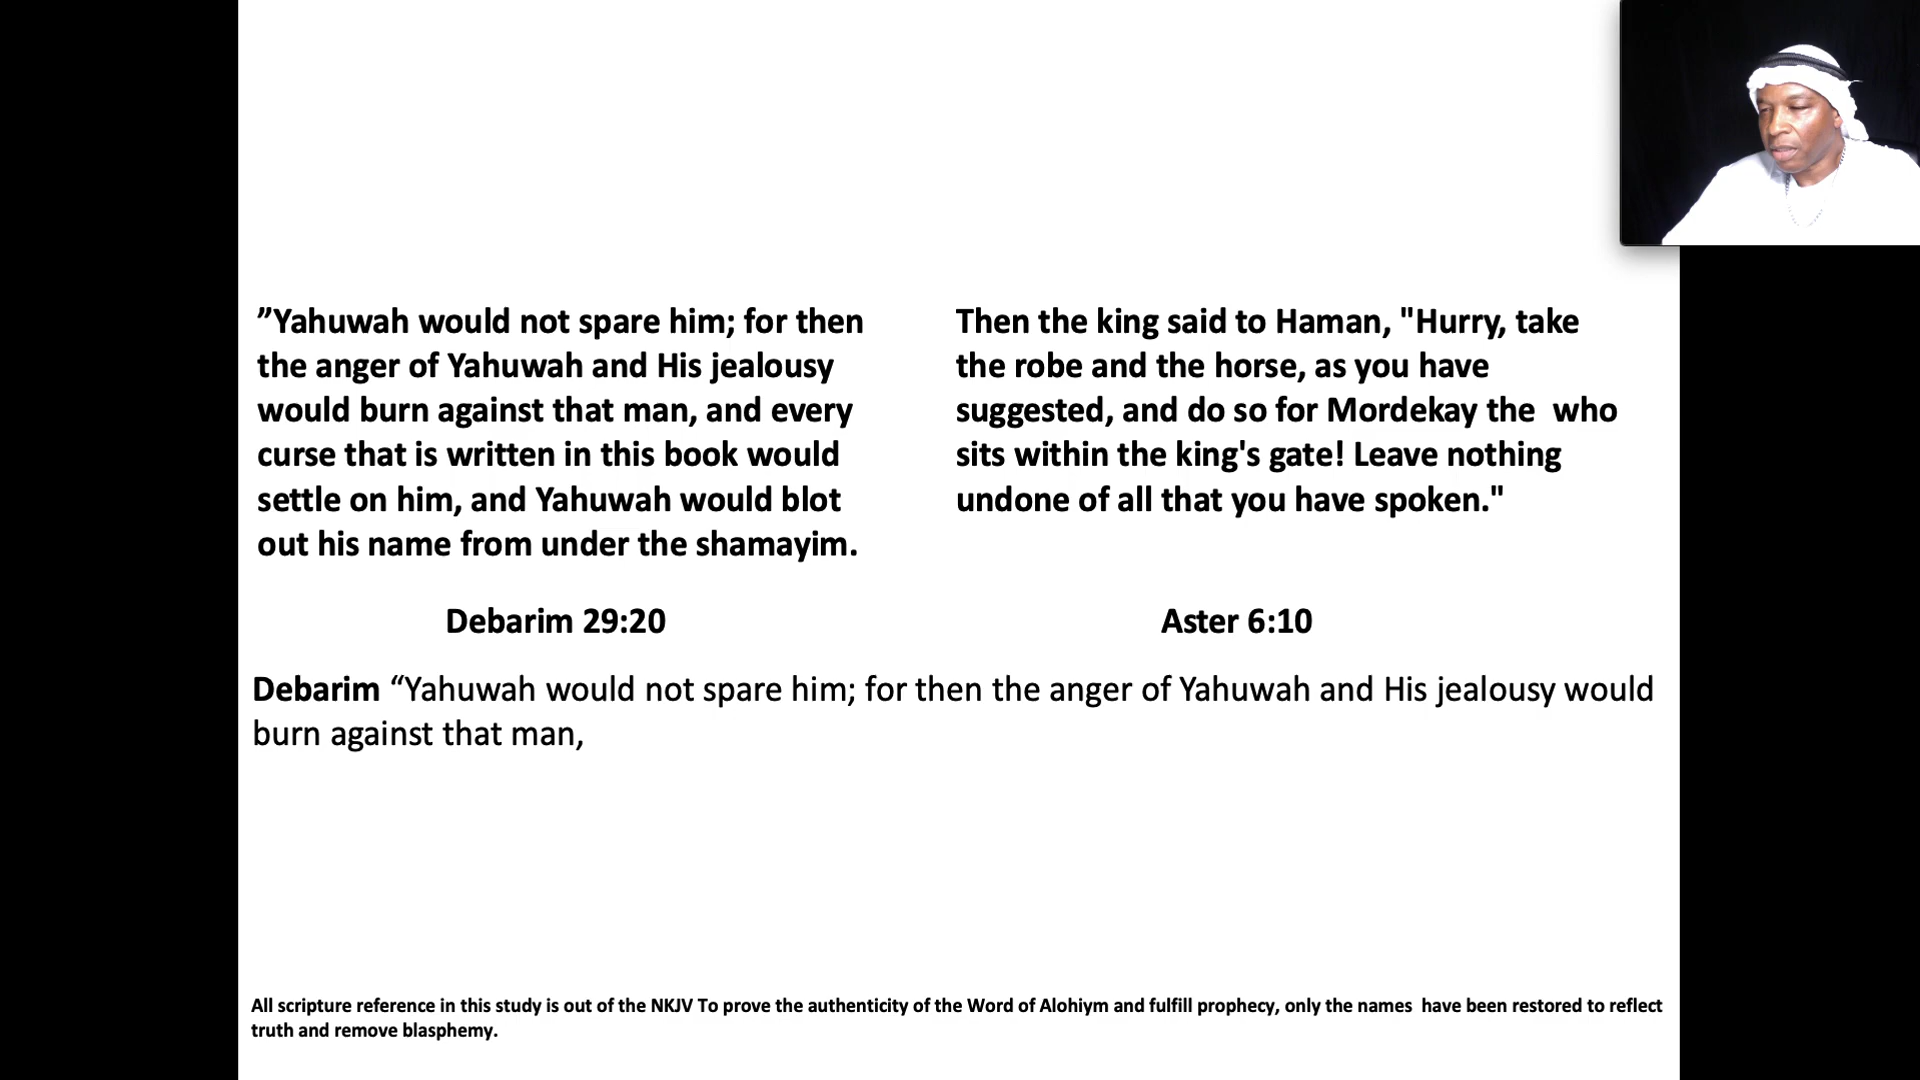 ”Yahuwah would not spare him; for then
the anger of Yahuwah and His jealousy
would burn against that man, and every
curse that is written in this book would
settle on him, and Yahuwah would blot
out his name from under the shamayim.
Debarim 29:20
Then the king said to Haman, "Hurry, take
the robe and the horse, as you have
suggested, and do so for Mordekay the  who
sits within the king's gate! Leave nothing
undone of all that you have spoken."
Aster 6:10
Debarim “Yahuwah would not spare him; for then the anger of Yahuwah and His jealousy would
burn against that man,
All scripture reference in this study is out of the NKJV To prove the authenticity of the Word of Alohiym and fulfill prophecy, only the names  have been restored to reflect
truth and remove blasphemy.